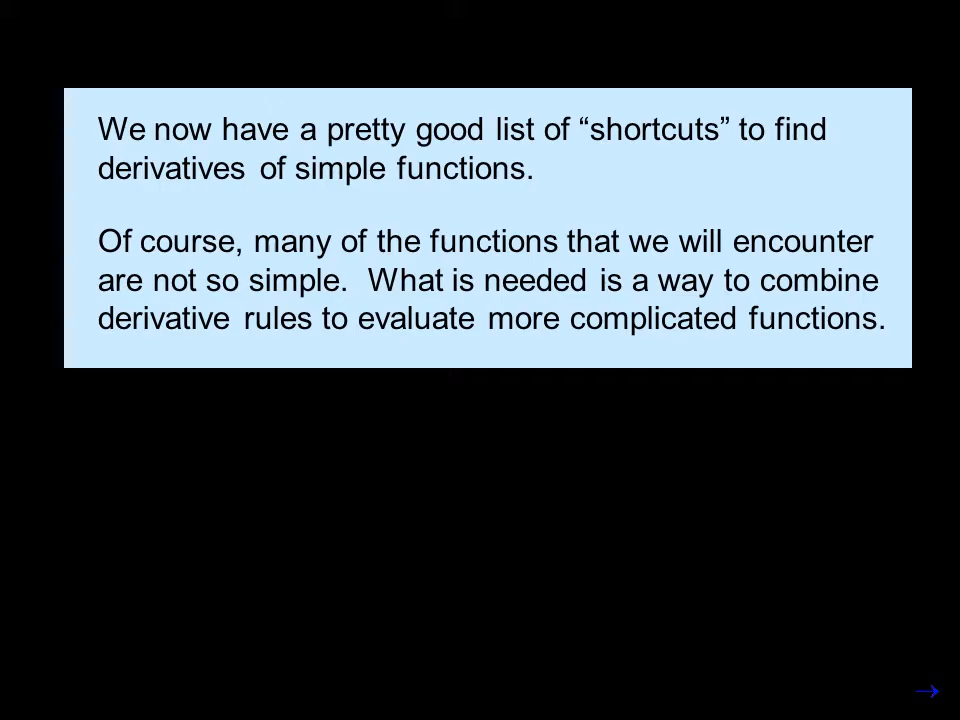 We now have a pretty good list of “shortcuts” to find
derivatives of simple functions.
Of course, many of the functions that we will encounter
are not so simple.  What is needed is a way to combine
derivative rules to evaluate more complicated functions.
→